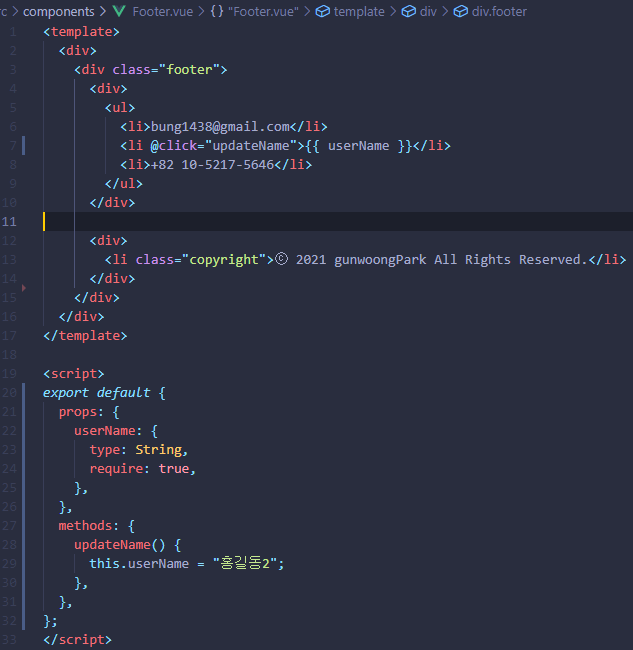 rc > components > Footer.vue > {} "Footer.vue" > template > div > div.footer
1 <template>
2 <div>
3 <div class="footer">
4 <div>
5 <ul>
6 <li>bung1438@gmail.com</li>
7 <li @click="updateName">{{ userName }}</li>
8 <li>+82 10-5217-5646</li>
9 </ul>
10 </div>
11
12 <div>
13 <li class="copyright">ⓒ 2021 gunwoongPark All Rights Reserved.</li>
14 </div>
15 </div>
16 </div>
17 </template>
18
19 <script>
20 export default {
21 props: {
22 userName: {
23 type: String,
24 require: true,
25 },
26 },
27 methods: {
28 updateName() {
29 this.userName = "홍길동2";
30 },
31 },
32 };
33 </script>